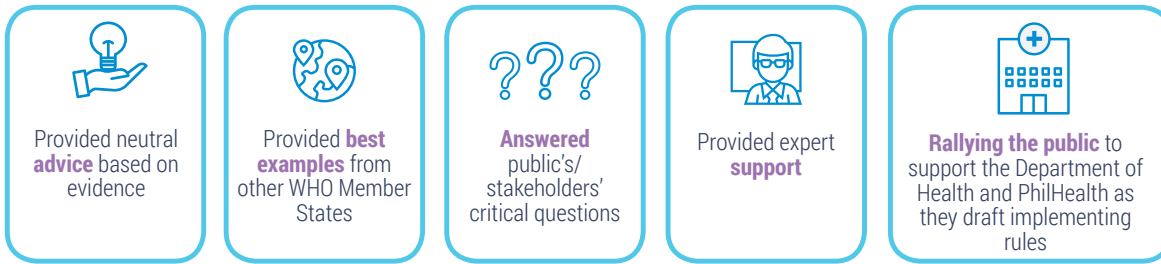 Provided neutral
advice based on
evidence
Provided best
examples from
other WHO Member
States
Answered
public's/
stakeholders'
critical questions
Provided expert
support
Rallying the public to
support the Department of
Health and PhilHealth as
they draft implementing
rules